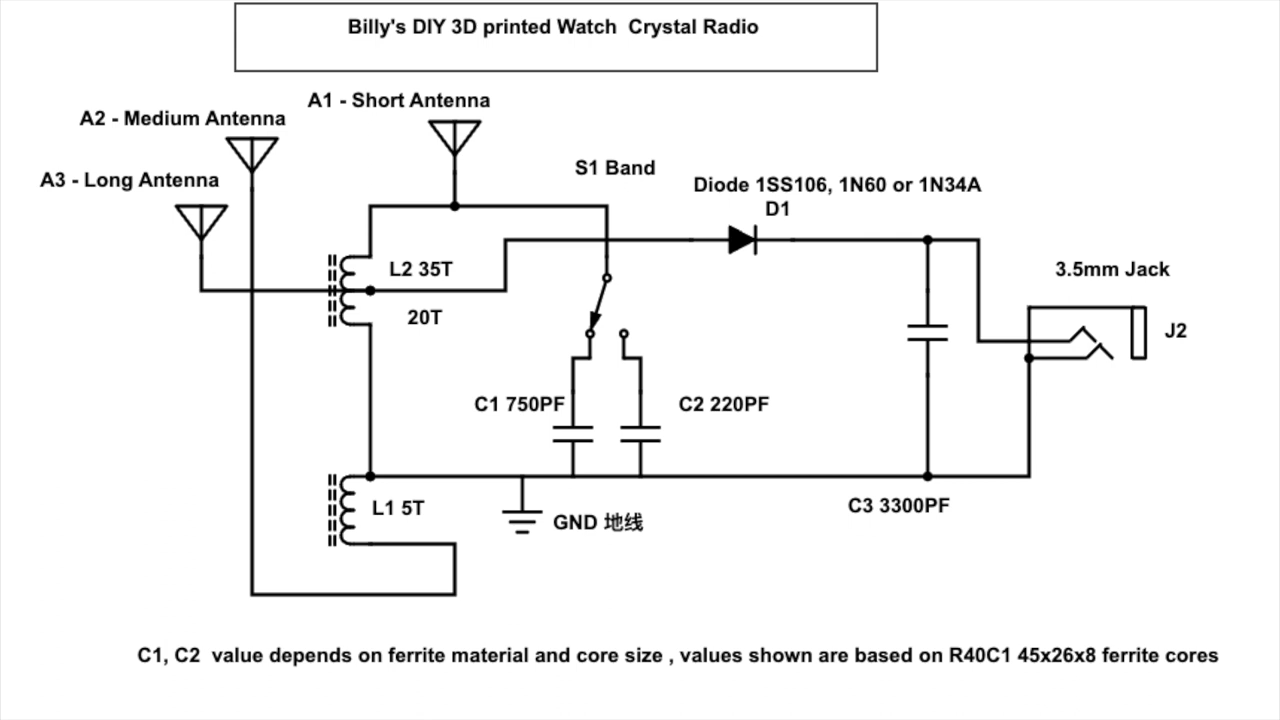 Billy's DIY 3D printed Watch  Crystal Radio
A1 - Short Antenna
A2 - Medium Antenna
A3 - Long Antenna
S1 Band
Diode 1SS106, 1N60 or 1N34A
D1
L2 35T
20T
3.5mm Jack
J2
C1 750PF
C2 220PF
L1 5T
GND 地线
C3 3300PF
C1, C2  value depends on ferrite material and core size , values shown are based on R40C1 45x26x8 ferrite cores